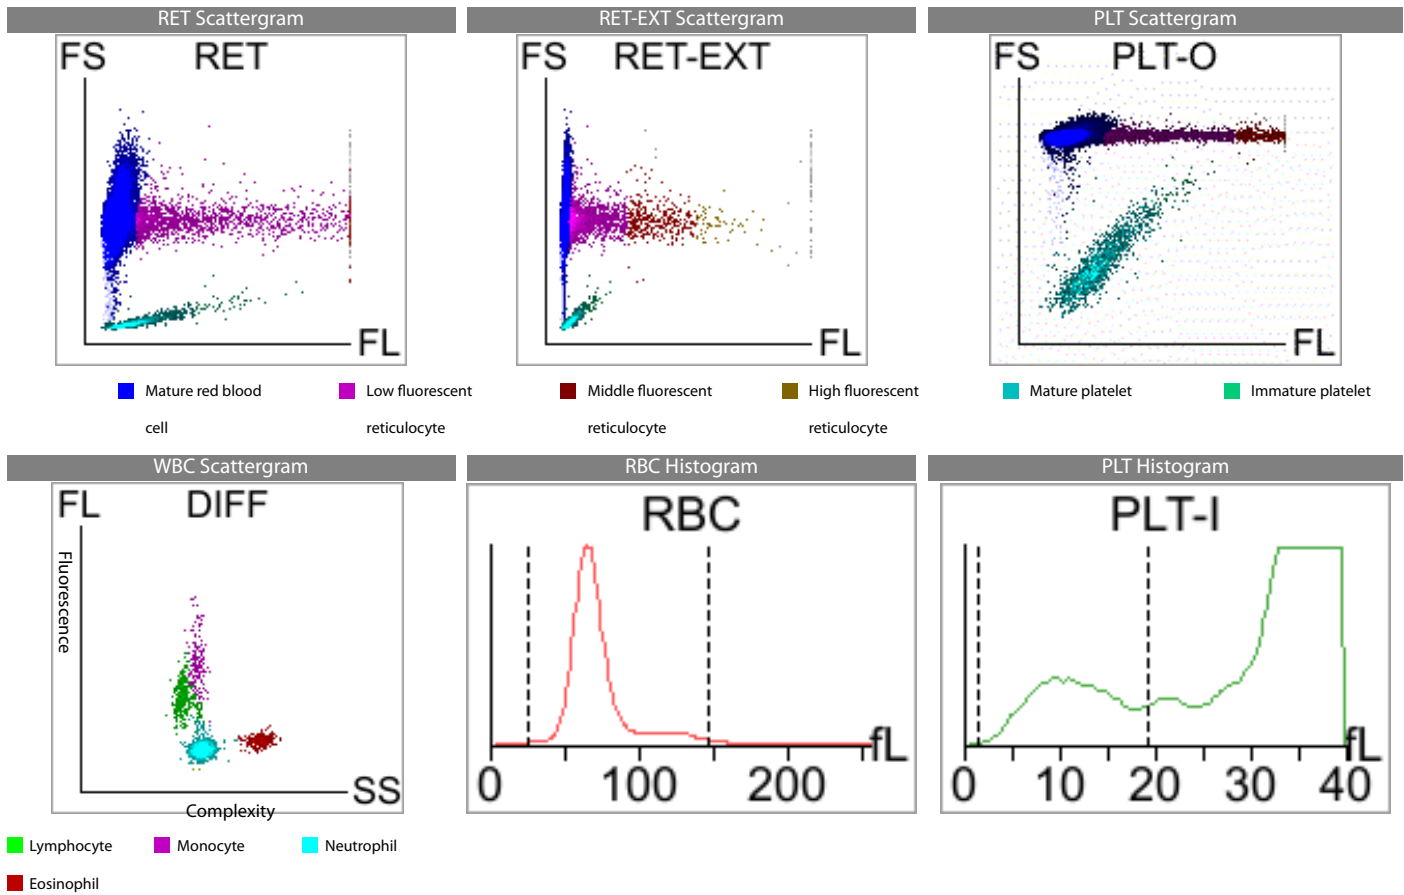 RET Scattergram
RET-EXT Scattergram
PLT Scattergram
FS RET
FL
FS RET-EXT
FL
FS PLT-O
FL
Mature red blood cell
Low fluorescent reticulocyte
Middle fluorescent reticulocyte
High fluorescent reticulocyte
Mature platelet
Immature platelet
WBC Scattergram
RBC Histogram
PLT Histogram
FL DIFF
Fluorescence
SS
Complexity
RBC
fL
0 100 200
PLT-I
fL
0 10 20 30 40
Lymphocyte
Monocyte
Neutrophil
Eosinophil